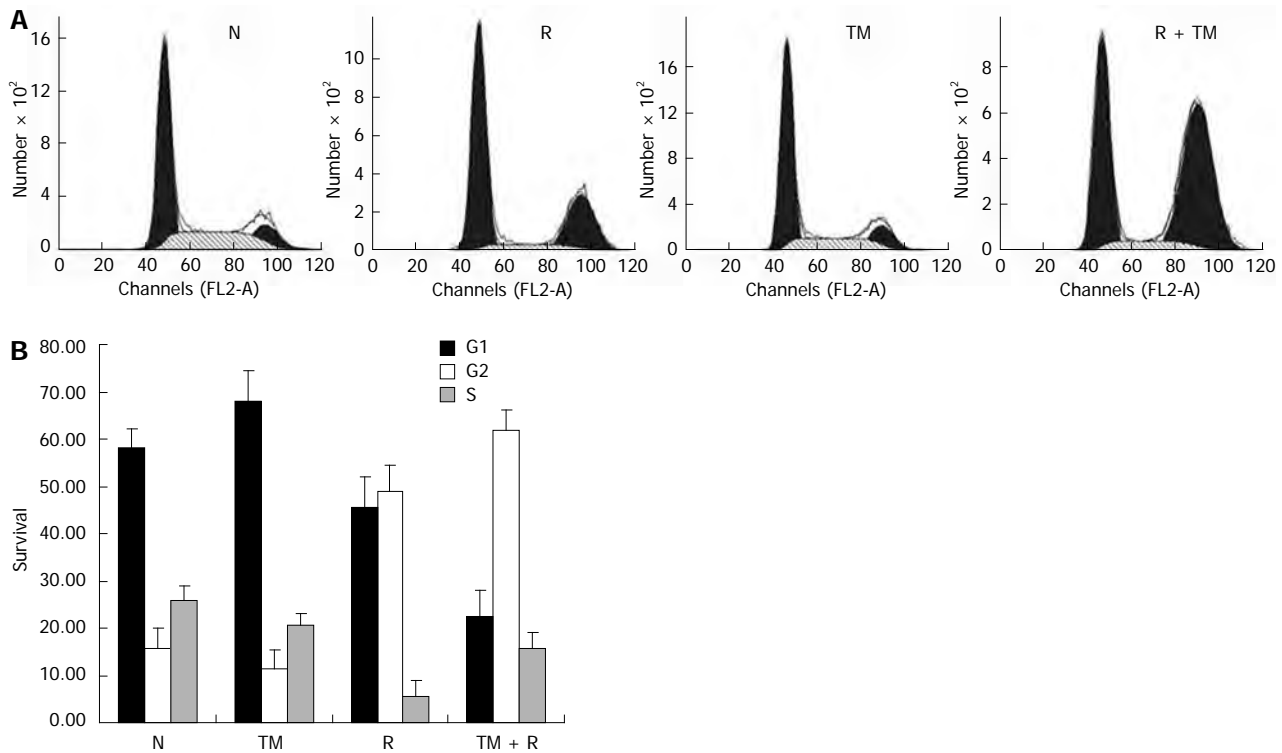 A
N
16
12
8
4
0
Number × 10²
0 20 40 60 80 100 120
Channels (FL2-A)
R
10
8
6
4
2
0
Number × 10²
0 20 40 60 80 100 120
Channels (FL2-A)
TM
16
12
8
4
0
Number × 10²
0 20 40 60 80 100 120
Channels (FL2-A)
R + TM
8
6
4
2
0
Number × 10²
0 20 40 60 80 100 120
Channels (FL2-A)
B
80.00
70.00
60.00
50.00
40.00
30.00
20.00
10.00
0.00
Survival
G1
G2
S
N TM R TM + R